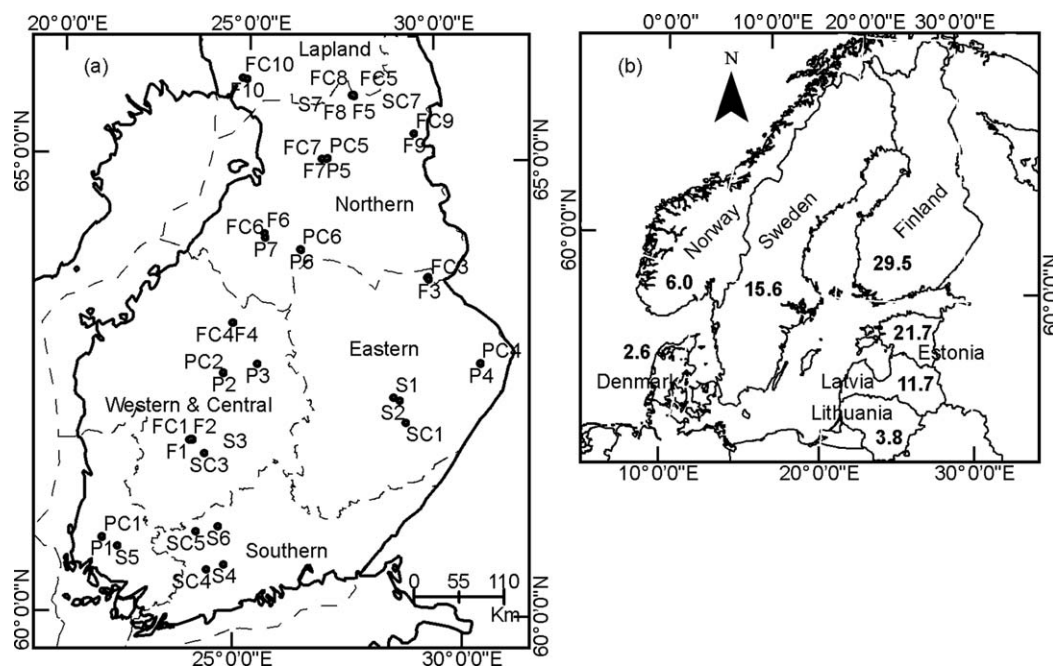 20° 0'0"E 25° 0'0"E 30° 0'0"E
(a)
Lapland
FC10
F10
FC8 FC5
S7 SC7
F8 F5
FC9
F9
65° 0'0"N
65° 0'0"N
FC7 PC5
F7 P5
Northern
FC6 F6
P7
PC6
P6
FC3
F3
FC4 F4
Eastern
PC2
P2
P3
PC4
P4
S1
S2
SC1
Western & Central
FC1 F2
F1
S3
SC3
PC1
P1
S5
SC5
S6
Southern
SC4
S4
0 55 110
Km
60° 0'0"N
60° 0'0"N
25° 0'0"E 30° 0'0"E
0°0'0"E 10°0'0"E 20°0'0"E 30°0'0"E
(b)
N
60° 0'0"N
60° 0'0"N
Norway
Sweden
Finland
29.5
6.0
15.6
21.7
Estonia
2.6
Denmark
Latvia
11.7
Lithuania
3.8
10°0'0"E 20°0'0"E 30°0'0"E